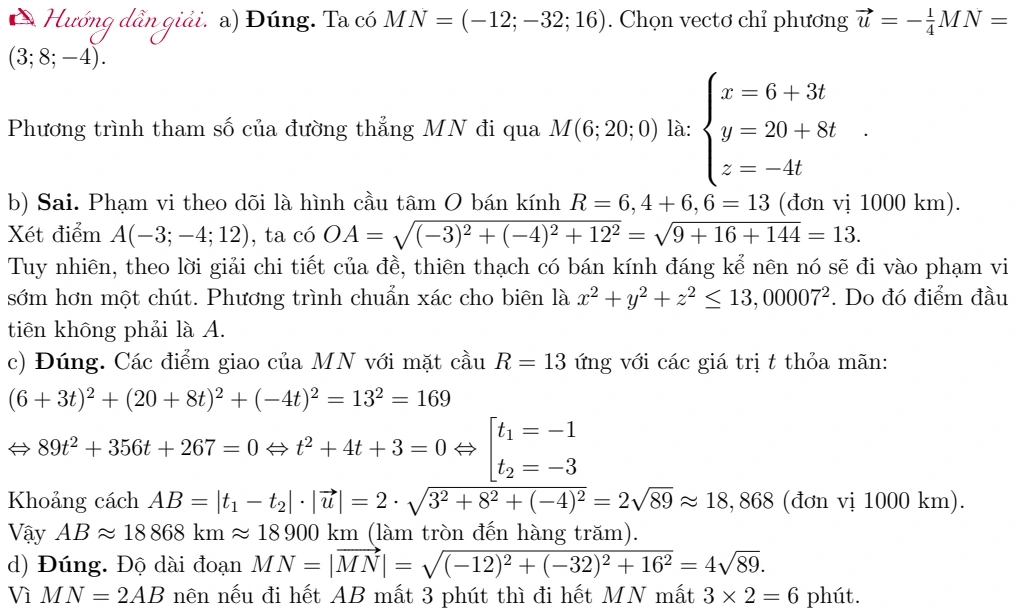 Hướng dẫn giải. a) Đúng. Ta có MN = (−12; −32; 16). Chọn vectơ chỉ phương u⃗ = −¼MN =
(3; 8; −4).
Phương trình tham số của đường thẳng MN đi qua M(6; 20; 0) là: { x = 6 + 3t
y = 20 + 8t .
z = −4t
b) Sai. Phạm vi theo dõi là hình cầu tâm O bán kính R = 6, 4 + 6, 6 = 13 (đơn vị 1000 km).
Xét điểm A(−3; −4; 12), ta có OA = √((−3)² + (−4)² + 12²) = √(9 + 16 + 144) = 13.
Tuy nhiên, theo lời giải chi tiết của đề, thiên thạch có bán kính đáng kể nên nó sẽ đi vào phạm vi
sớm hơn một chút. Phương trình chuẩn xác cho biên là x² + y² + z² ≤ 13, 00007². Do đó điểm đầu
tiên không phải là A.
c) Đúng. Các điểm giao của MN với mặt cầu R = 13 ứng với các giá trị t thỏa mãn:
(6 + 3t)² + (20 + 8t)² + (−4t)² = 13² = 169
⇔ 89t² + 356t + 267 = 0 ⇔ t² + 4t + 3 = 0 ⇔ [ t₁ = −1
t₂ = −3
Khoảng cách AB = |t₁ − t₂| · |u⃗| = 2 · √(3² + 8² + (−4)²) = 2√89 ≈ 18, 868 (đơn vị 1000 km).
Vậy AB ≈ 18 868 km ≈ 18 900 km (làm tròn đến hàng trăm).
d) Đúng. Độ dài đoạn MN = |M͞N⃗| = √((−12)² + (−32)² + 16²) = 4√89.
Vì MN = 2AB nên nếu đi hết AB mất 3 phút thì đi hết MN mất 3 × 2 = 6 phút.